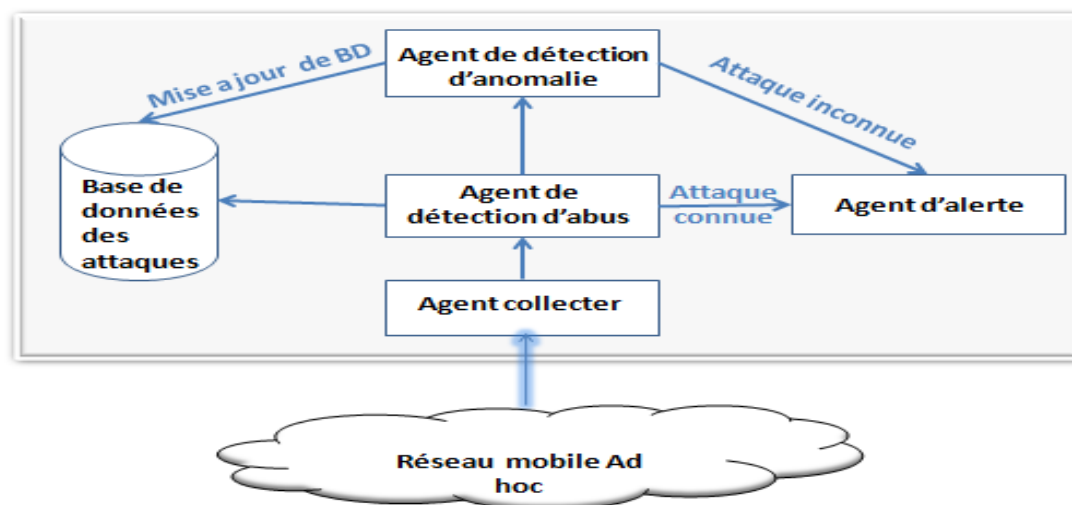 Agent de détection
d'anomalie
Mise a jour de BD
Attaque inconnue
Base de
données
des
attaques
Agent de
détection d'abus
Attaque
connue
Agent d'alerte
Agent collecter
Réseau mobile Ad
hoc